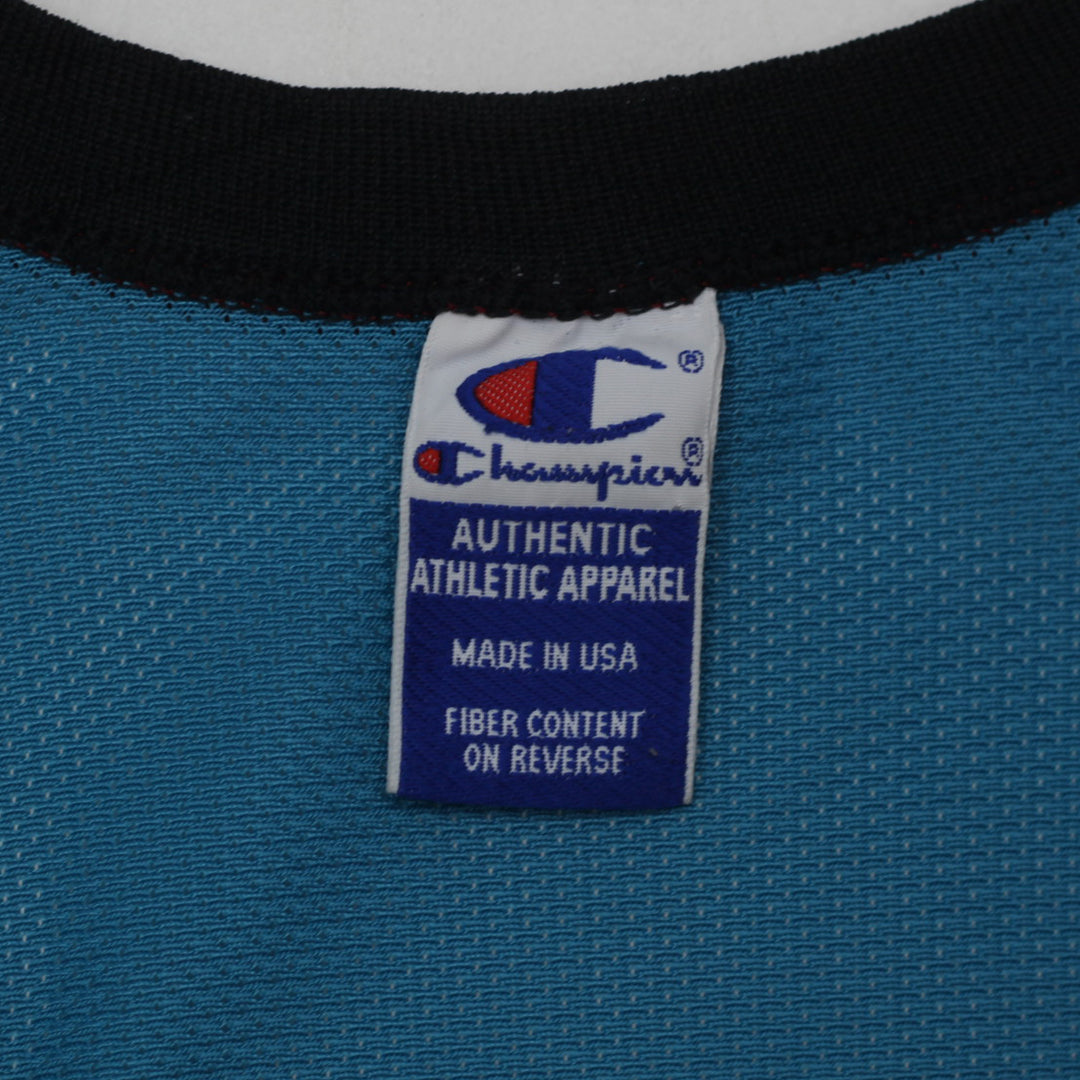 ®
Champion®
AUTHENTIC
ATHLETIC APPAREL
MADE IN USA
FIBER CONTENT
ON REVERSE